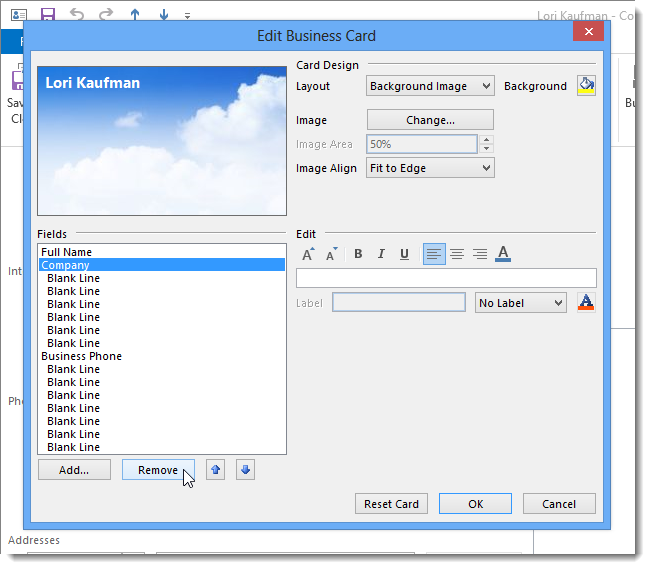 Lori Kaufman - Co
Edit Business Card
Lori Kaufman
Card Design
Layout Background Image Background
Image Change...
Image Area 50%
Image Align Fit to Edge
Fields
Full Name
Company
Blank Line
Blank Line
Blank Line
Blank Line
Blank Line
Blank Line
Business Phone
Blank Line
Blank Line
Blank Line
Blank Line
Blank Line
Blank Line
Blank Line
Edit
A A B I U A
Label No Label A
Add... Remove
Reset Card OK Cancel
Sav
Cl
Bu
Int
Pho
Addresses